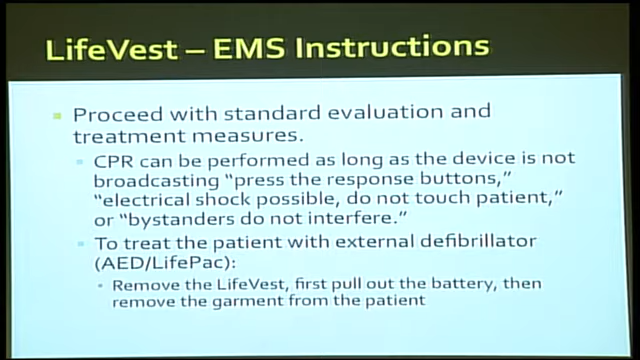 LifeVest – EMS Instructions
Proceed with standard evaluation and
treatment measures.
CPR can be performed as long as the device is not
broadcasting “press the response buttons,”
“electrical shock possible, do not touch patient,”
or “bystanders do not interfere.”
To treat the patient with external defibrillator
(AED/LifePac):
Remove the LifeVest, first pull out the battery, then
remove the garment from the patient